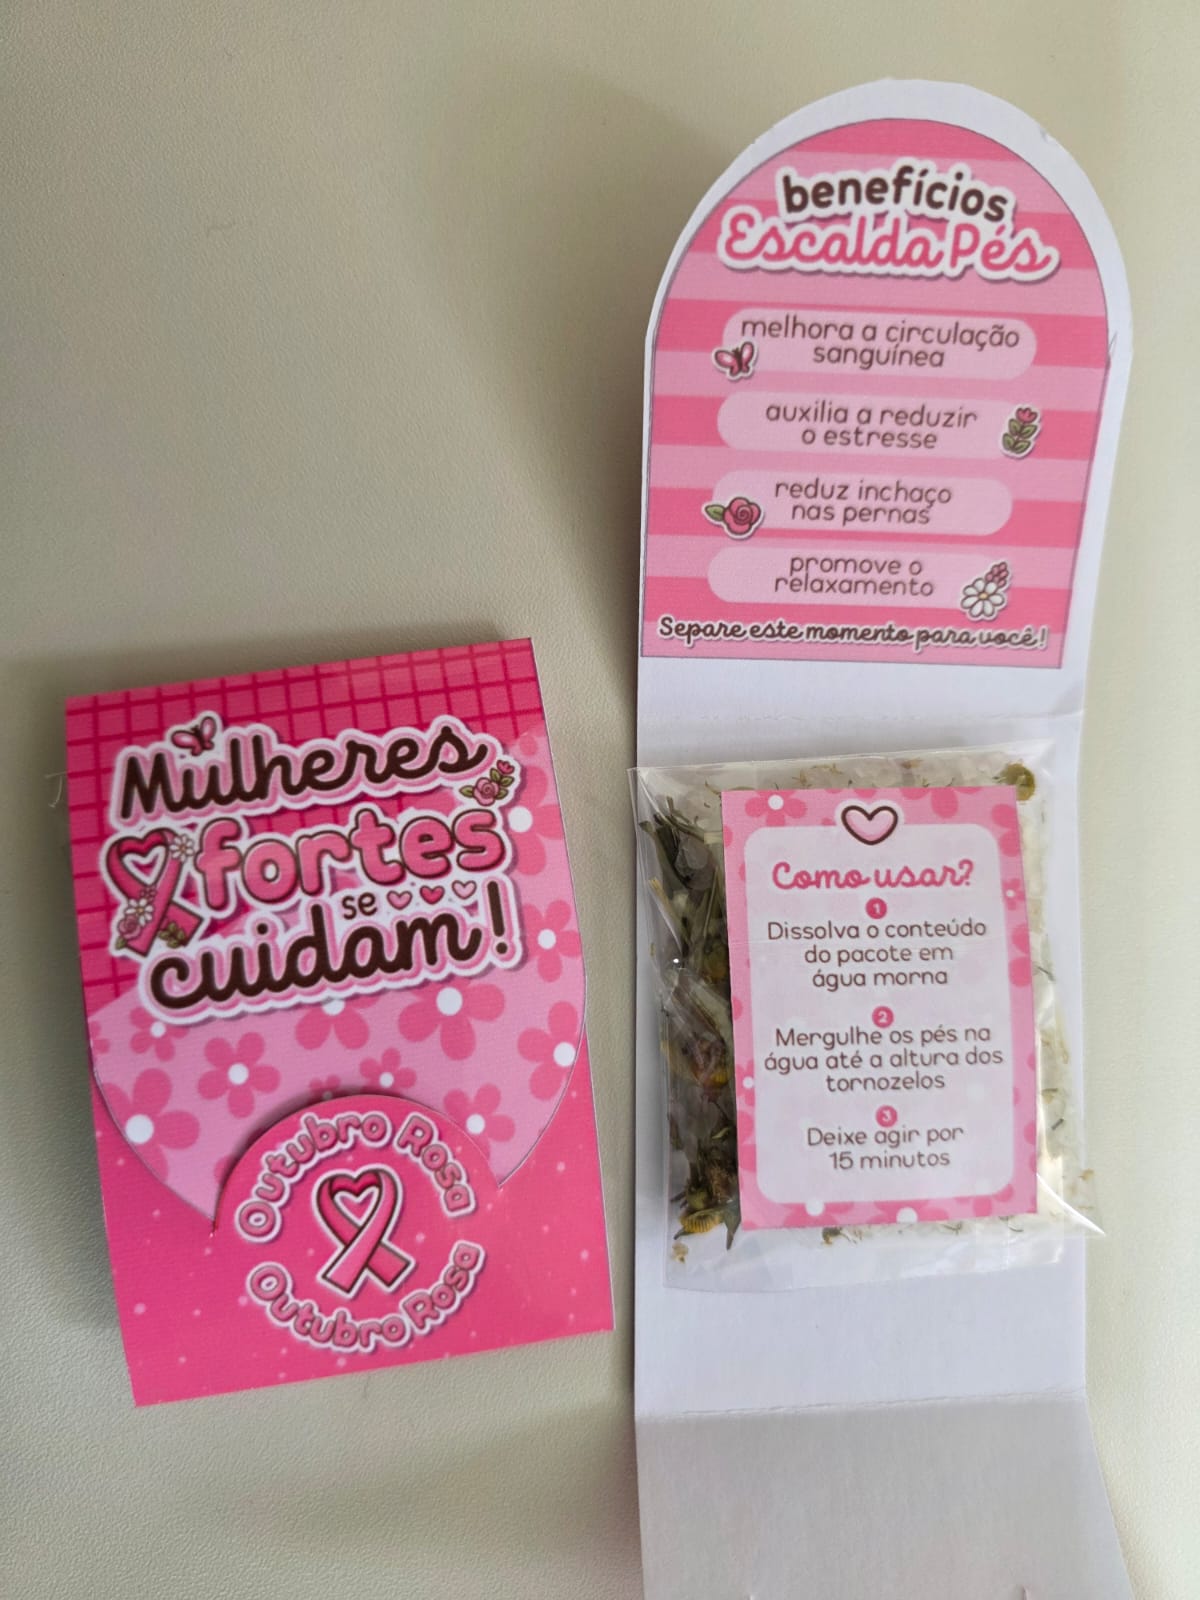 Mulheres
fortes
se
cuidam!
Outubro Rosa
Outubro Rosa
benefícios
Escalda Pés
melhora a circulação
sanguínea
auxilia a reduzir
o estresse
reduz inchaço
nas pernas
promove o
relaxamento
Separe este momento para você!
Como usar?
1
Dissolva o conteúdo
do pacote em
água morna
2
Mergulhe os pés na
água até a altura dos
tornozelos
3
Deixe agir por
15 minutos